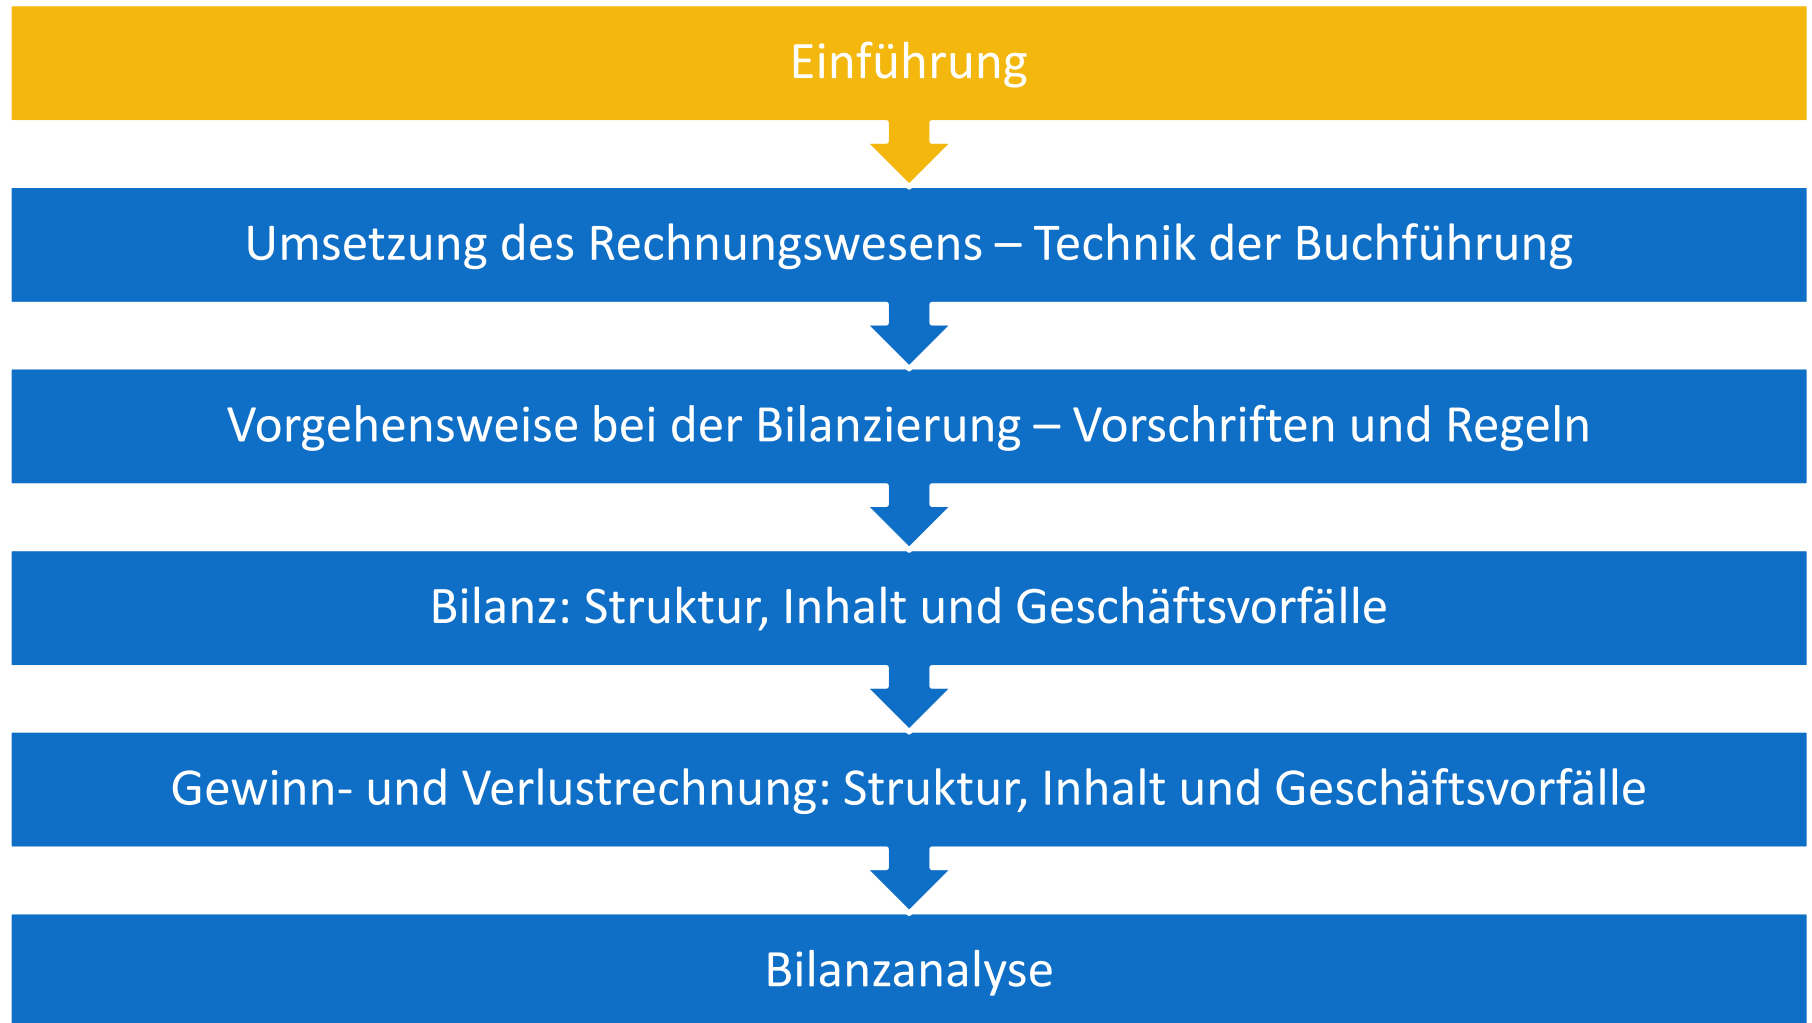 Einführung
Umsetzung des Rechnungswesens – Technik der Buchführung
Vorgehensweise bei der Bilanzierung – Vorschriften und Regeln
Bilanz: Struktur, Inhalt und Geschäftsvorfälle
Gewinn- und Verlustrechnung: Struktur, Inhalt und Geschäftsvorfälle
Bilanzanalyse